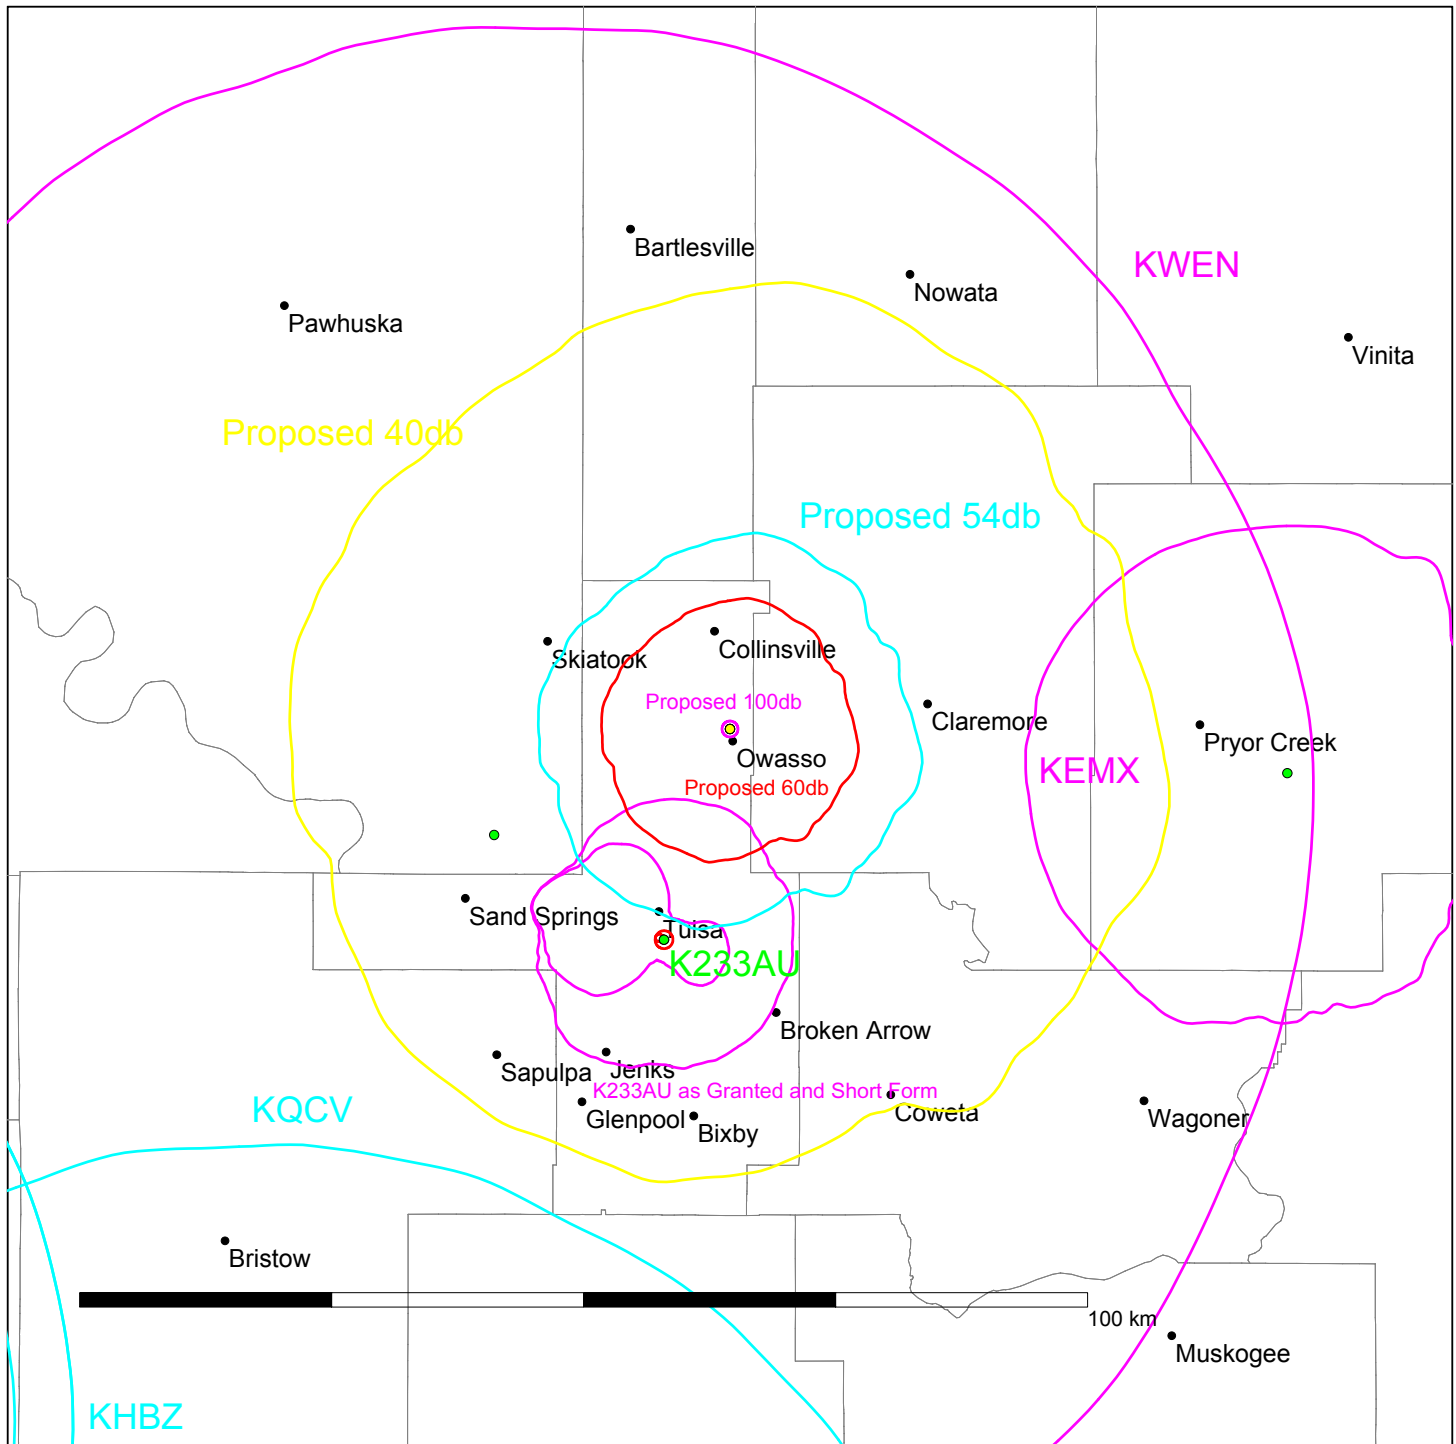 Bartlesville
KWEN
Nowata
Pawhuska
Vinita
Proposed 40db
Proposed 54db
Collinsville
Skiatook
Proposed 100db
Claremore
Pryor Creek
Owasso
KEMX
Proposed 60db
Sand Springs
Tulsa
K233AU
Broken Arrow
Jenks
Sapulpa
K233AU as Granted and Short Form
KQCV
Coweta
Wagoner
Glenpool
Bixby
Bristow
100 km
Muskogee
KHBZ